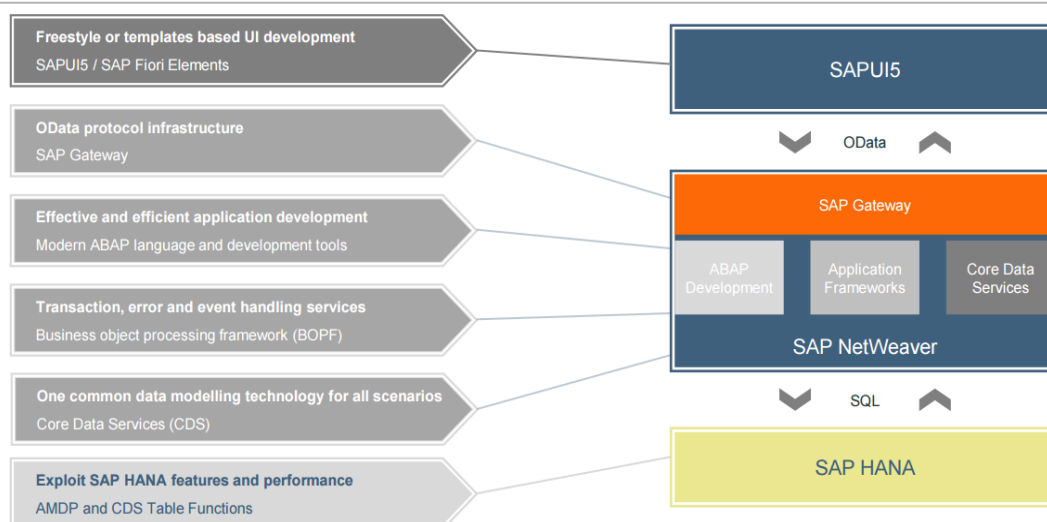 Freestyle or templates based UI development
SAPUI5 / SAP Fiori Elements
OData protocol infrastructure
SAP Gateway
Effective and efficient application development
Modern ABAP language and development tools
Transaction, error and event handling services
Business object processing framework (BOPF)
One common data modelling technology for all scenarios
Core Data Services (CDS)
Exploit SAP HANA features and performance
AMDP and CDS Table Functions
SAPUI5
OData
SAP Gateway
ABAP
Development
Application
Frameworks
Core Data
Services
SAP NetWeaver
SQL
SAP HANA